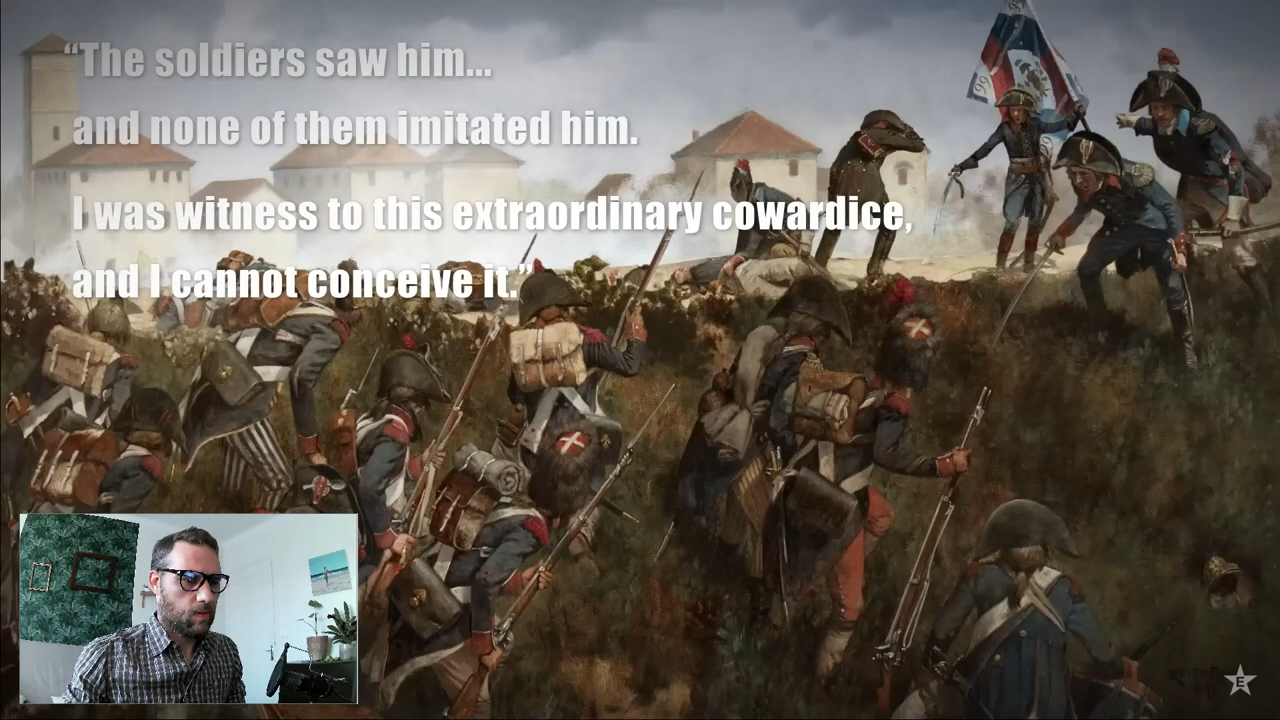 “The soldiers saw him...
and none of them imitated him.
I was witness to this extraordinary cowardice,
and I cannot conceive it.”
E